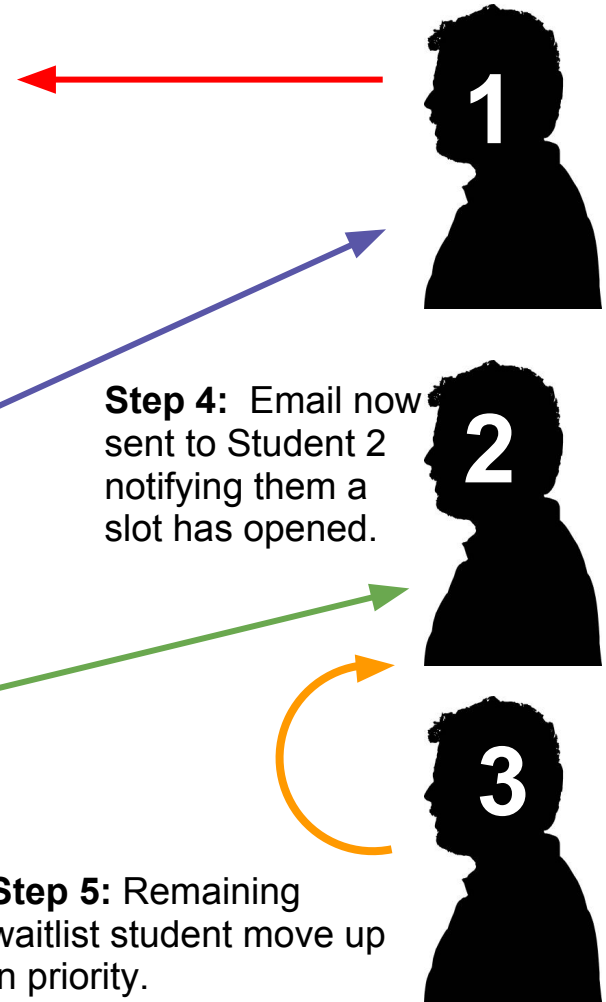 1
Step 4: Email now
sent to Student 2
notifying them a
slot has opened.
2
3
Step 5: Remaining
waitlist student move up
in priority.